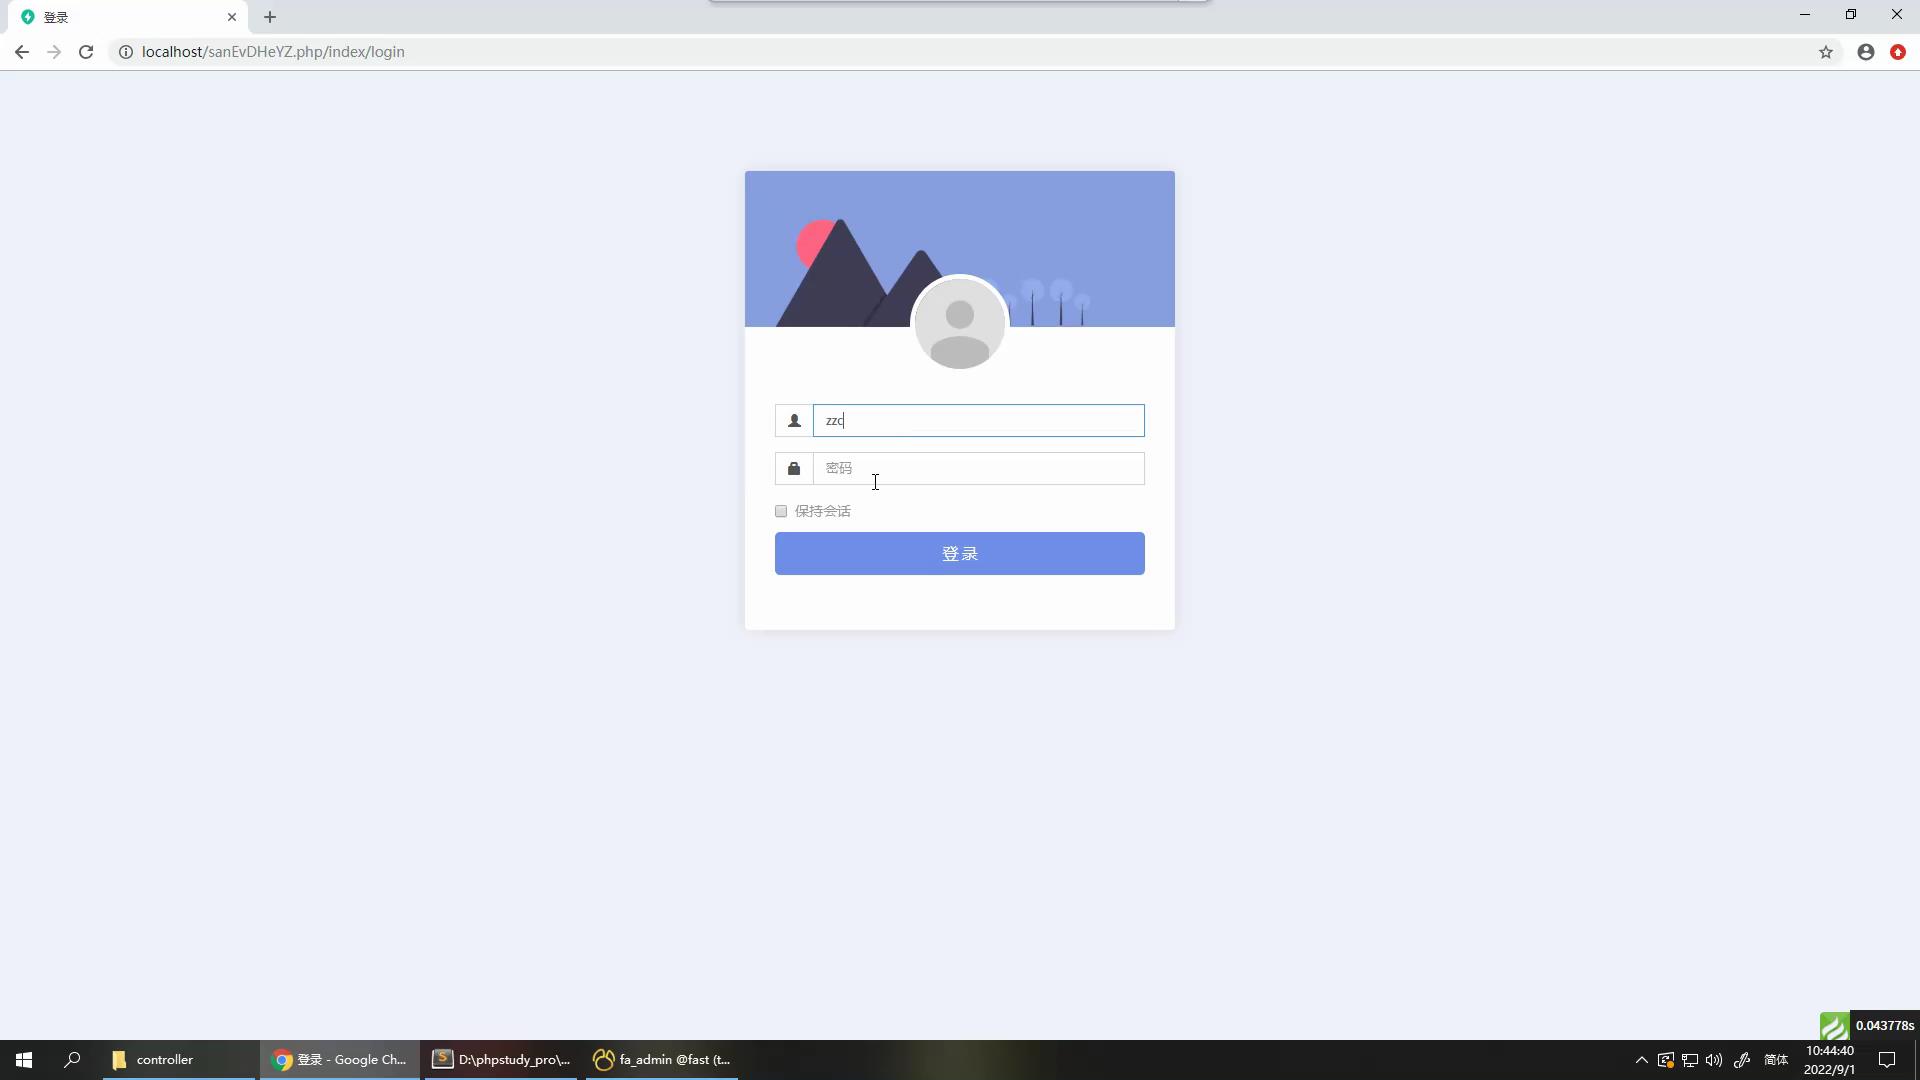 登录
localhost/sanEvDHeYZ.php/index/login
zzc
密码
保持会话
登录
0.043778s
controller
登录 - Google Ch...
D:\phpstudy_pro\...
fa_admin @fast (t...
简体
10:44:40
2022/9/1